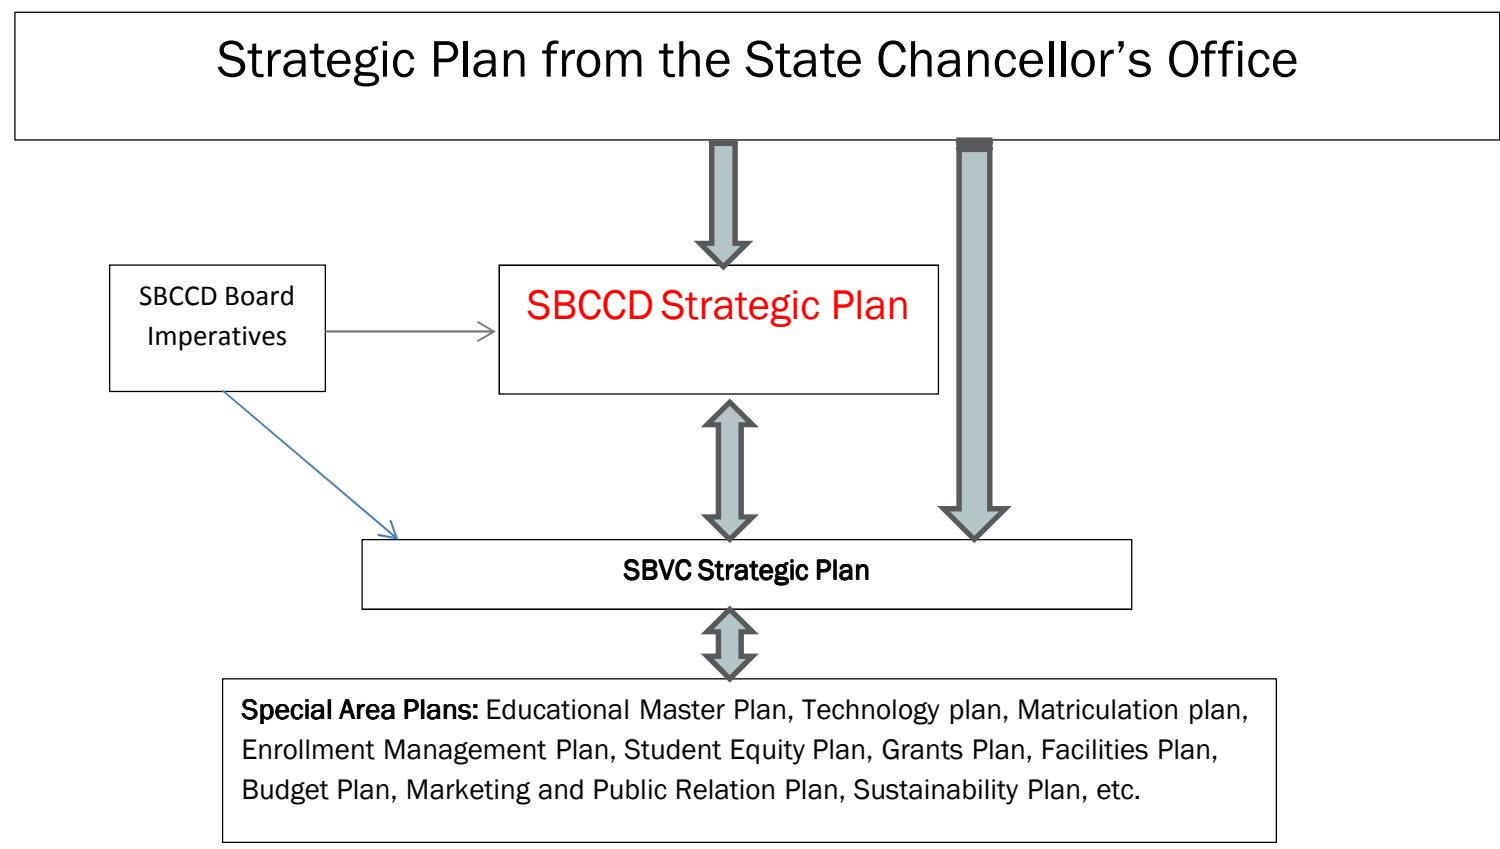 Strategic Plan from the State Chancellor’s Office
SBCCD Board
Imperatives
SBCCD Strategic Plan
SBVC Strategic Plan
Special Area Plans: Educational Master Plan, Technology plan, Matriculation plan,
Enrollment Management Plan, Student Equity Plan, Grants Plan, Facilities Plan,
Budget Plan, Marketing and Public Relation Plan, Sustainability Plan, etc.